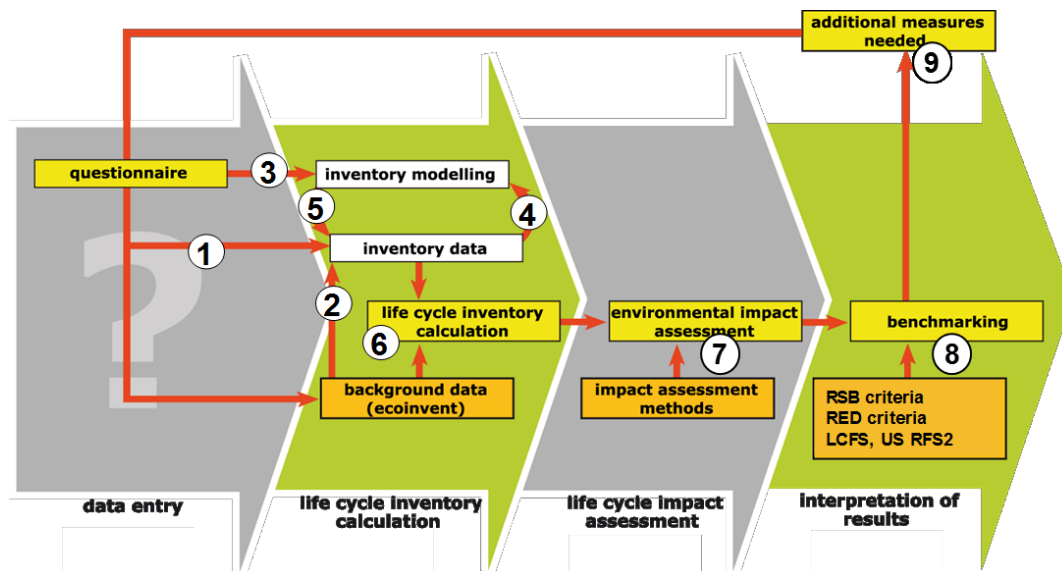 additional measures
needed
9
questionnaire
3
inventory modelling
5
4
1
inventory data
2
life cycle inventory
calculation
6
environmental impact
assessment
7
benchmarking
8
background data
(ecoinvent)
impact assessment
methods
RSB criteria
RED criteria
LCFS, US RFS2
?
data entry
life cycle inventory
calculation
life cycle impact
assessment
interpretation of
results